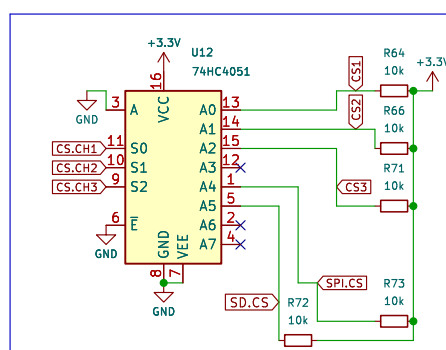 +3.3V
U12
74HC4051
16
VCC
3
A
GND
A0
13
CS1
R64
10k
+3.3V
A1
14
CS2
R66
10k
CS.CH1
11
S0
A2
15
CS.CH2
10
S1
A3
12
R71
10k
CS.CH3
9
S2
A4
1
CS3
A5
5
6
E
A6
2
GND
A7
4
GND
VEE
8
7
GND
SPI.CS
R73
10k
SD.CS
R72
10k